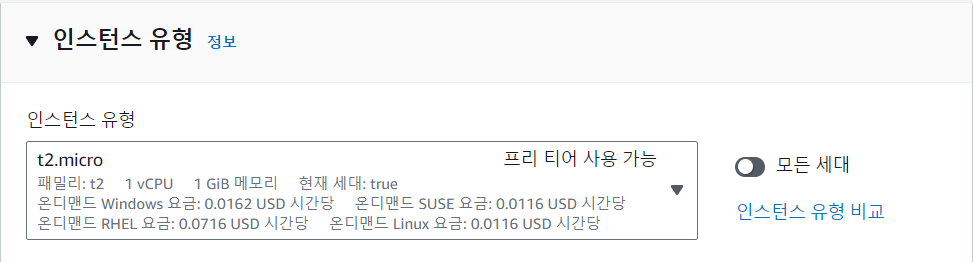 인스턴스 유형 정보
인스턴스 유형
t2.micro 프리 티어 사용 가능
패밀리: t2 1 vCPU 1 GiB 메모리 현재 세대: true
온디맨드 Windows 요금: 0.0162 USD 시간당 온디맨드 SUSE 요금: 0.0116 USD 시간당
온디맨드 RHEL 요금: 0.0716 USD 시간당 온디맨드 Linux 요금: 0.0116 USD 시간당
모든 세대
인스턴스 유형 비교